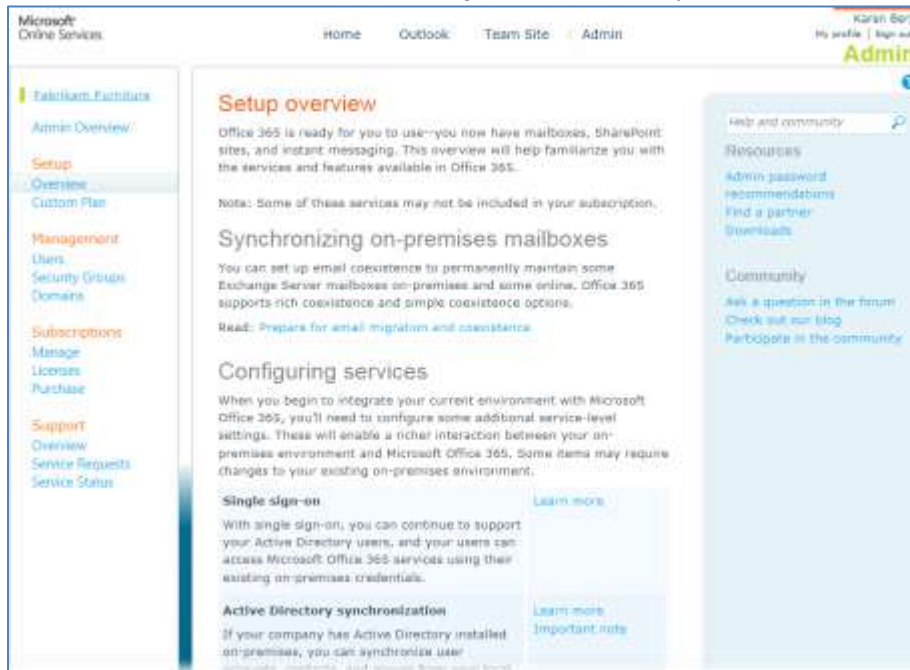 Microsoft
Online Services
Home Outlook Team Site Admin
Karen Ber
My profile | Sign out
Admin
Fabrikam Furniture
Admin Overview
Setup
Overview
Custom Plan
Management
Users
Security Groups
Domains
Subscriptions
Manage
Licenses
Purchase
Support
Overview
Service Requests
Service Status
Setup overview
Office 365 is ready for you to use--you now have mailboxes, SharePoint
sites, and instant messaging. This overview will help familiarize you with
the services and features available in Office 365.
Note: Some of these services may not be included in your subscription.
Synchronizing on-premises mailboxes
You can set up email coexistence to permanently maintain some
Exchange Server mailboxes on-premises and some online. Office 365
supports rich coexistence and simple coexistence options.
Read: Prepare for email migration and coexistence
Configuring services
When you begin to integrate your current environment with Microsoft
Office 365, you'll need to configure some additional service-level
settings. These will enable a richer interaction between your on-
premises environment and Microsoft Office 365. Some items may require
changes to your existing on-premises environment.
Single sign-on
Learn more
With single sign-on, you can continue to support
your Active Directory users, and your users can
access Microsoft Office 365 services using their
existing on-premises credentials.
Active Directory synchronization
Learn more
Important note
If your company has Active Directory installed
on-premises, you can synchronize user
Help and community
Resources
Admin password
recommendations
Find a partner
Downloads
Community
Ask a question in the forum
Check out our blog
Participate in the community